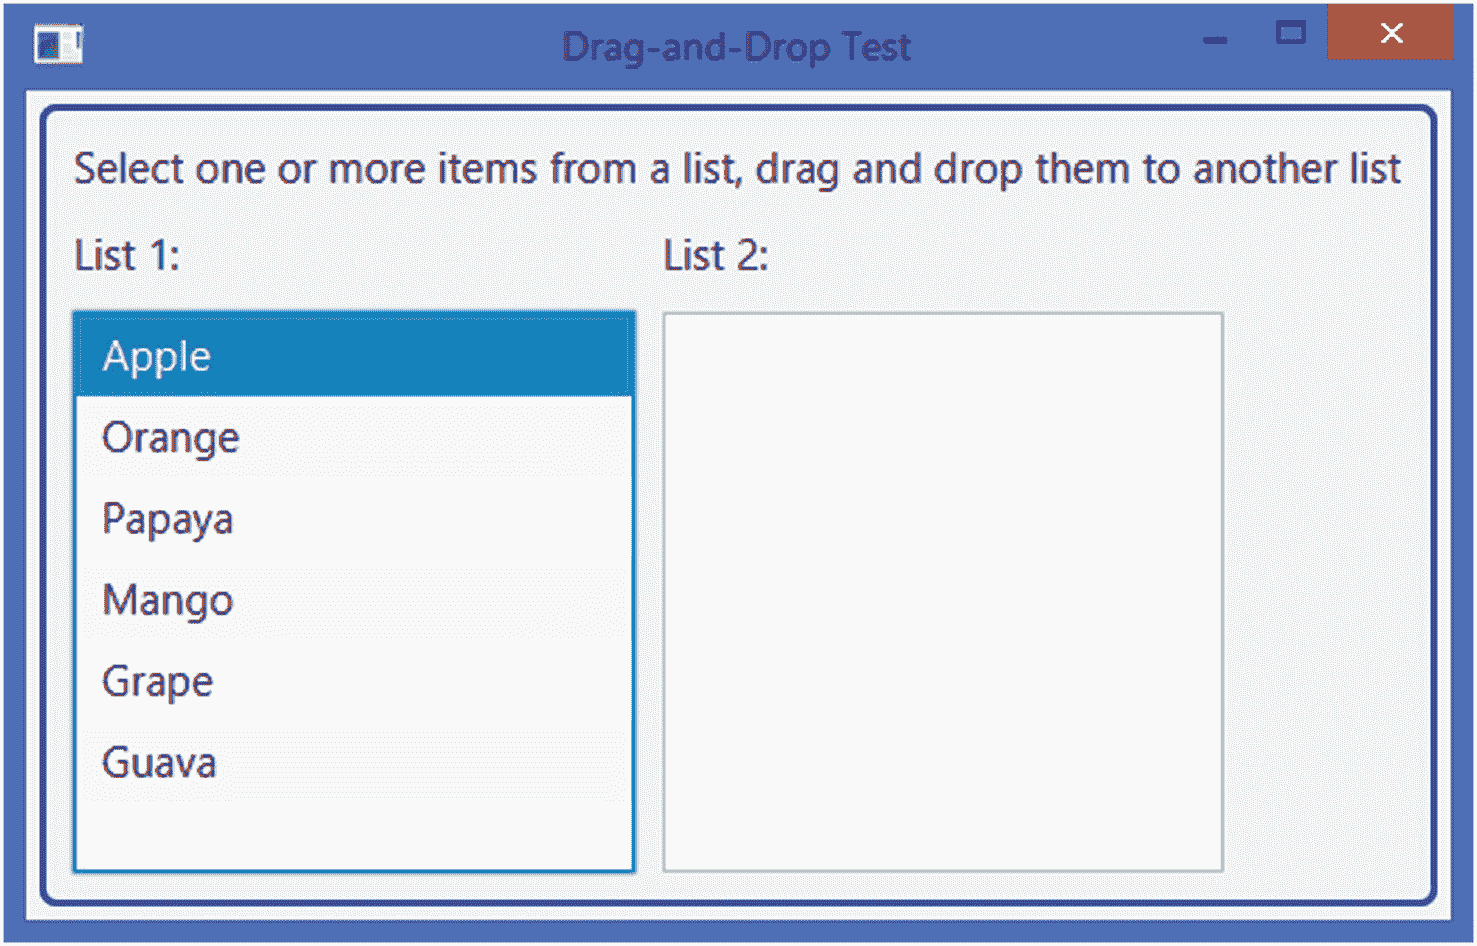 Drag-and-Drop Test
Select one or more items from a list, drag and drop them to another list
List 1:
List 2:
Apple
Orange
Papaya
Mango
Grape
Guava